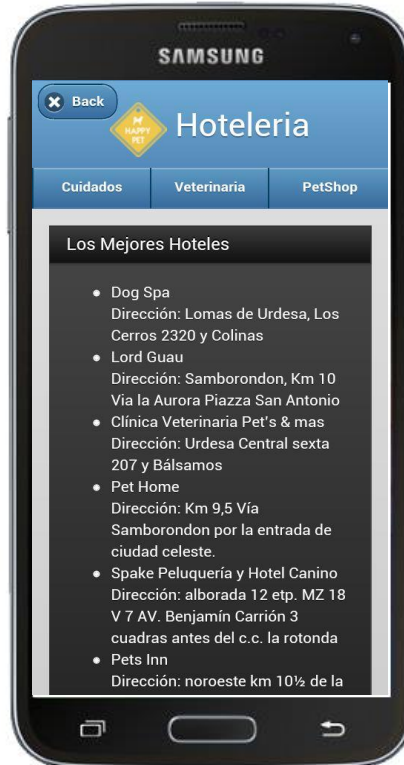 SAMSUNG
Back
HAPPY
PET
Hoteleria
Cuidados
Veterinaria
PetShop
Los Mejores Hoteles
Dog Spa
Dirección: Lomas de Urdesa, Los
Cerros 2320 y Colinas
Lord Guau
Dirección: Samborondon, Km 10
Via la Aurora Piazza San Antonio
Clínica Veterinaria Pet's & mas
Dirección: Urdesa Central sexta
207 y Bálsamos
Pet Home
Dirección: Km 9,5 Vía
Samborondon por la entrada de
ciudad celeste.
Spake Peluquería y Hotel Canino
Dirección: alborada 12 etp. MZ 18
V 7 AV. Benjamín Carrión 3
cuadras antes del c.c. la rotonda
Pets Inn
Dirección: noroeste km 10½ de la